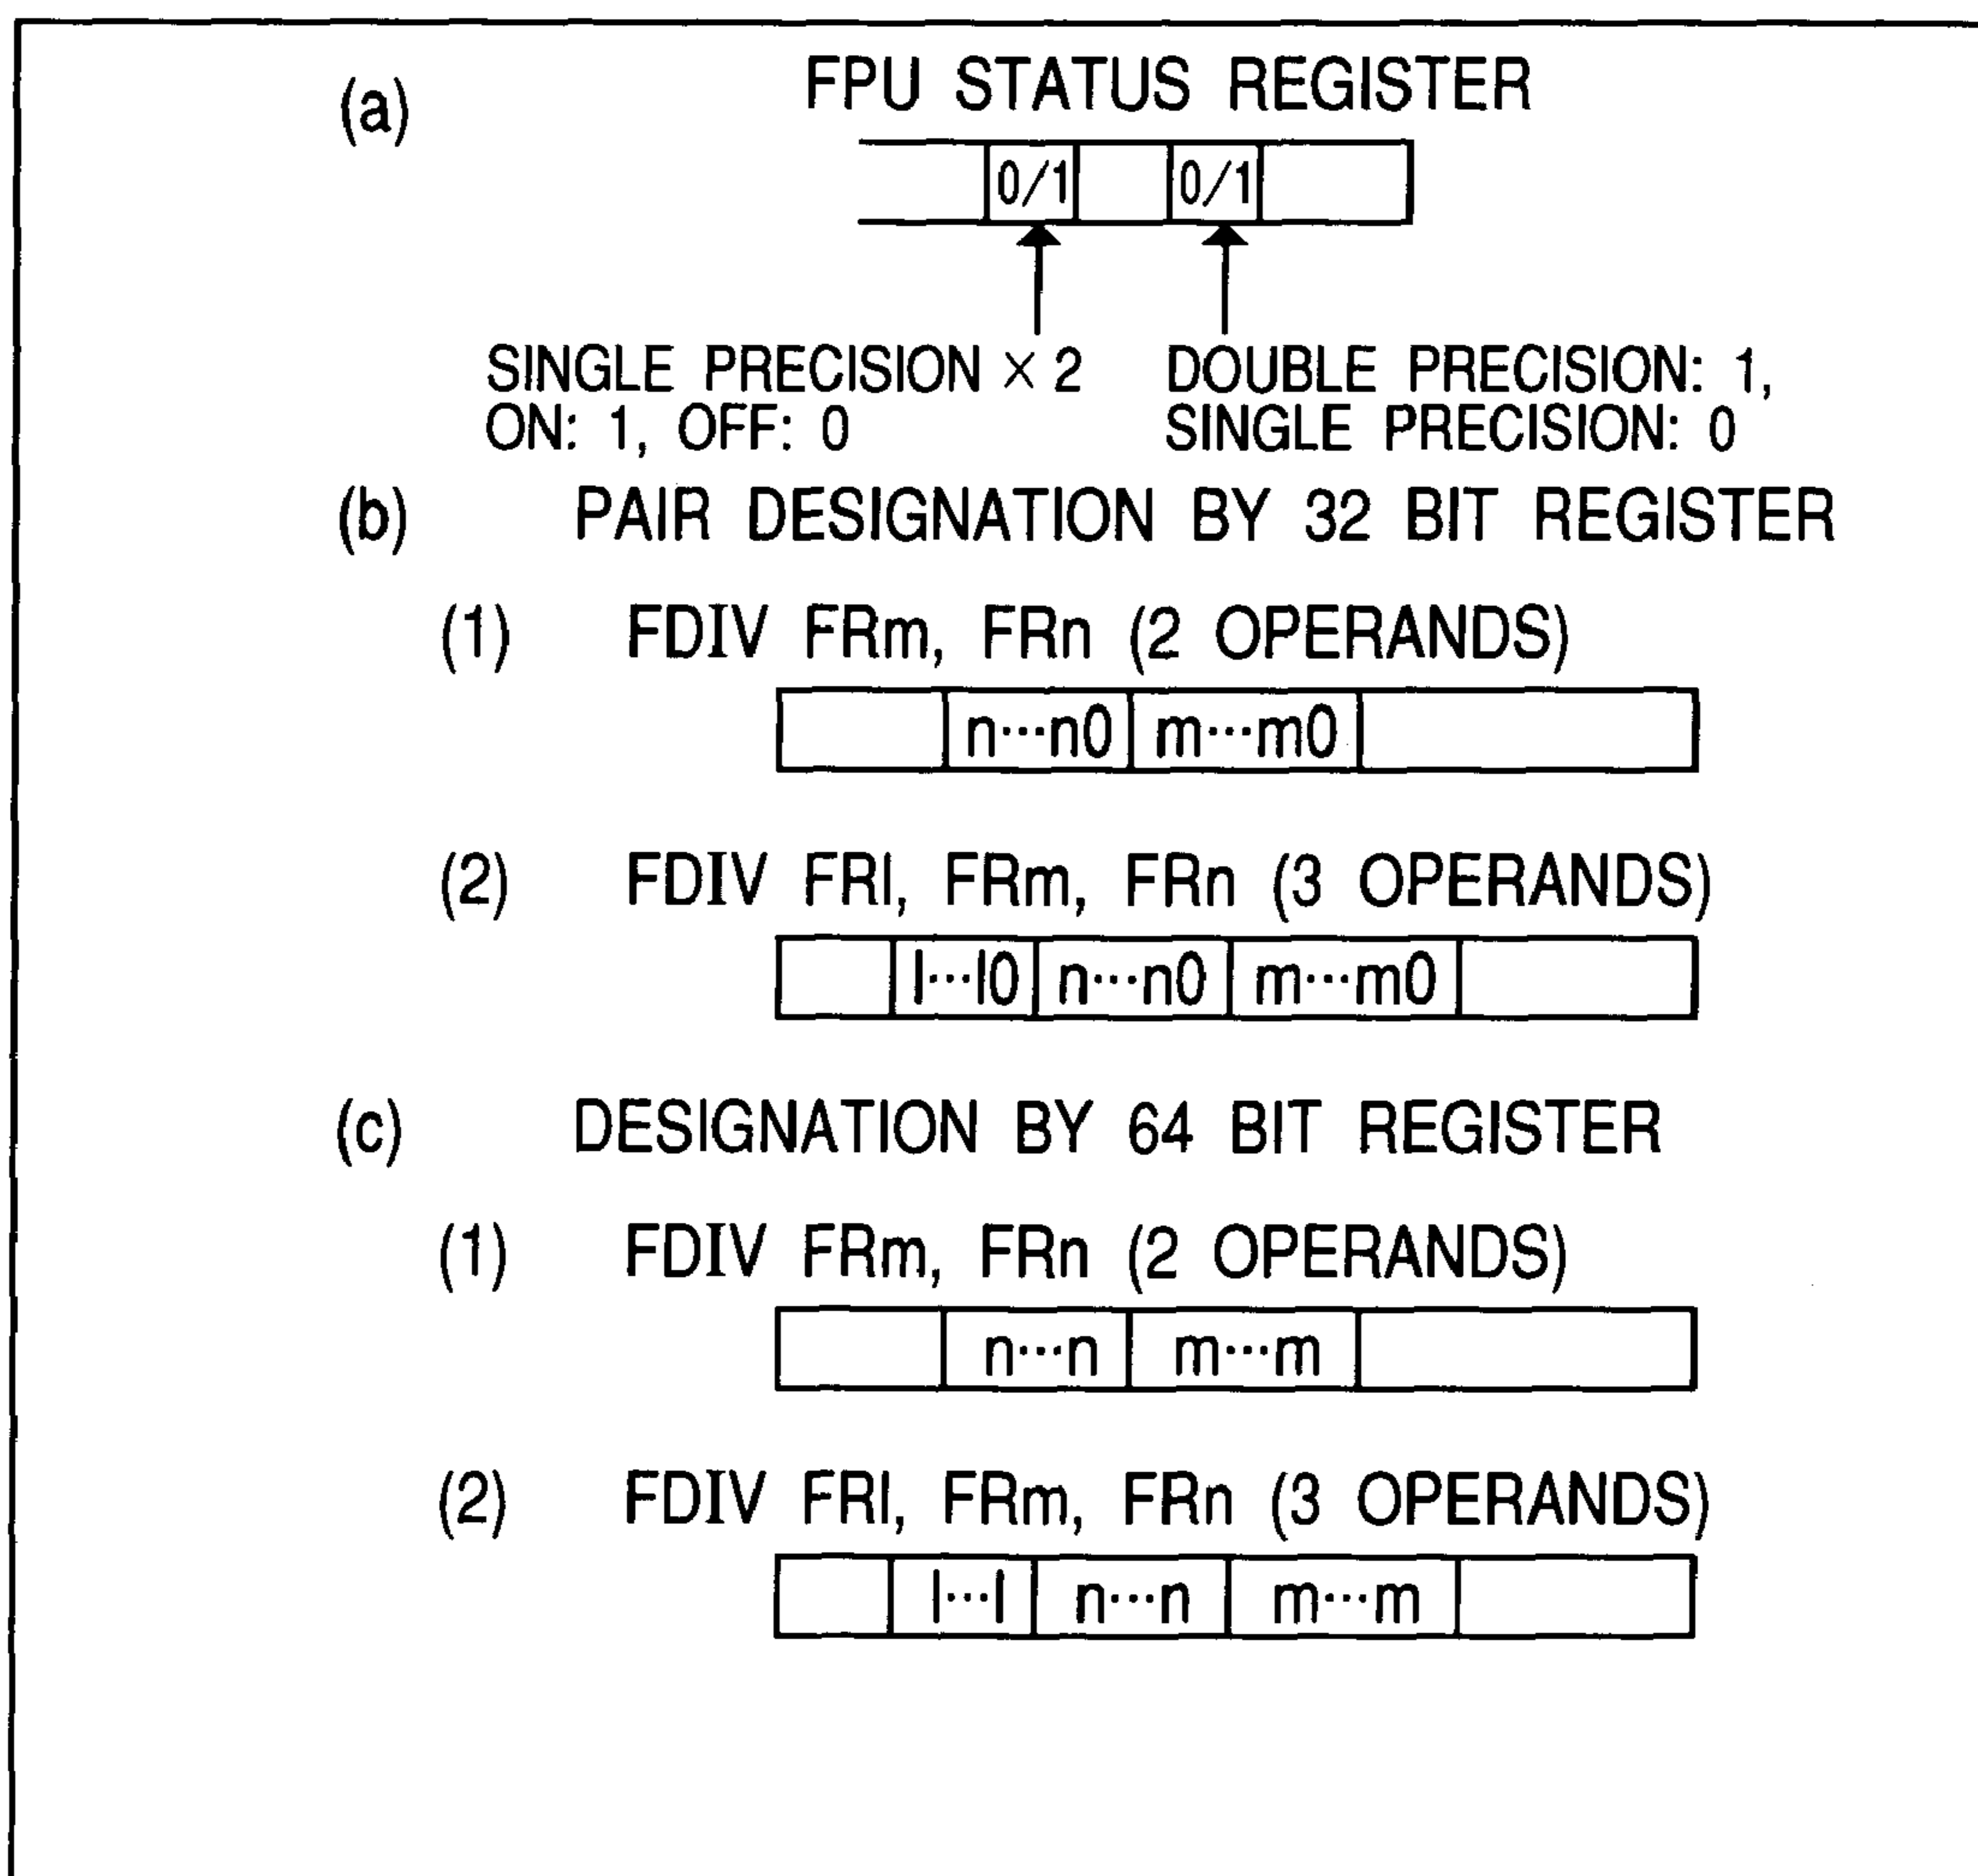 (a) FPU STATUS REGISTER
0/1 0/1
SINGLE PRECISION × 2 DOUBLE PRECISION: 1,
ON: 1, OFF: 0 SINGLE PRECISION: 0
(b) PAIR DESIGNATION BY 32 BIT REGISTER
(1) FDIV FRm, FRn (2 OPERANDS)
n···n0 m···m0
(2) FDIV FRl, FRm, FRn (3 OPERANDS)
l···l0 n···n0 m···m0
(c) DESIGNATION BY 64 BIT REGISTER
(1) FDIV FRm, FRn (2 OPERANDS)
n···n m···m
(2) FDIV FRl, FRm, FRn (3 OPERANDS)
l···l n···n m···m